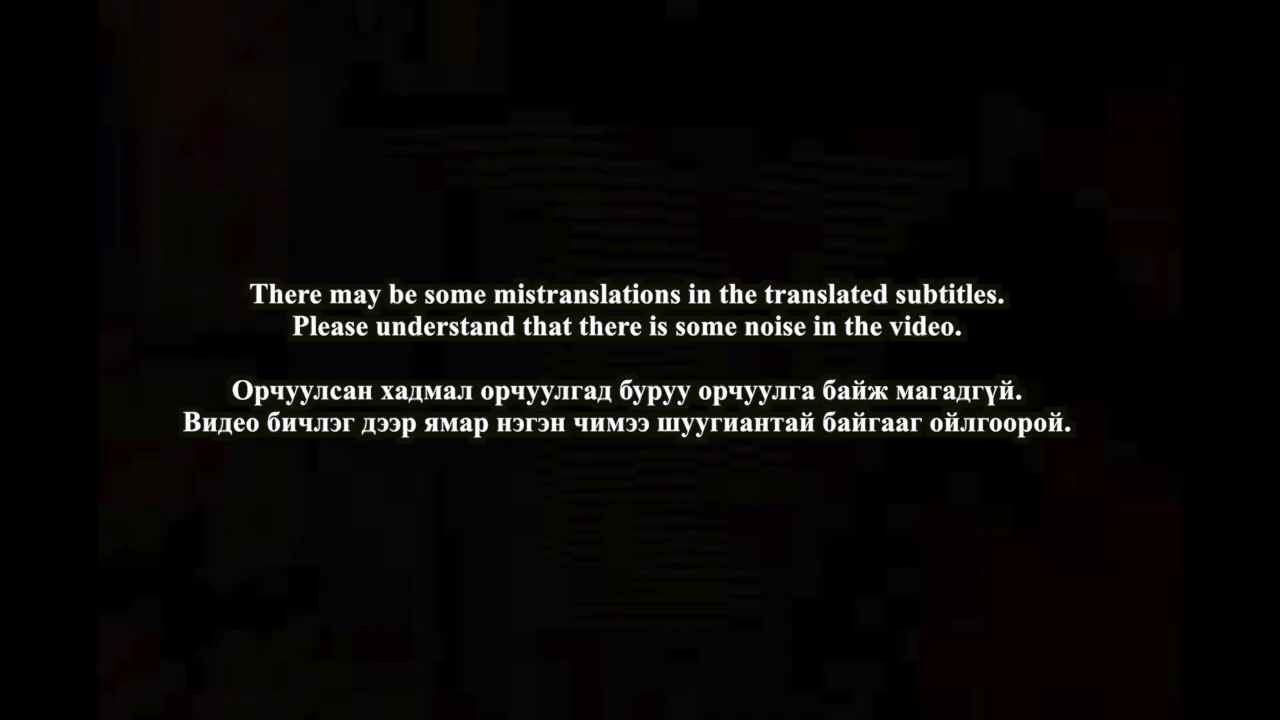 There may be some mistranslations in the translated subtitles.
Please understand that there is some noise in the video.
Орчуулсан хадмал орчуулгад буруу орчуулга байж магадгүй.
Видео бичлэг дээр ямар нэгэн чимээ шуугиантай байгааг ойлгоорой.